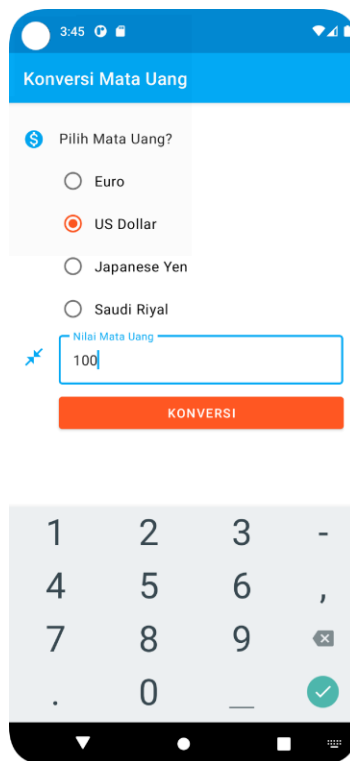 3:45
Konversi Mata Uang
Pilih Mata Uang?
Euro
US Dollar
Japanese Yen
Saudi Riyal
Nilai Mata Uang
100
KONVERSI
1 2 3 -
4 5 6 ,
7 8 9
. 0 _